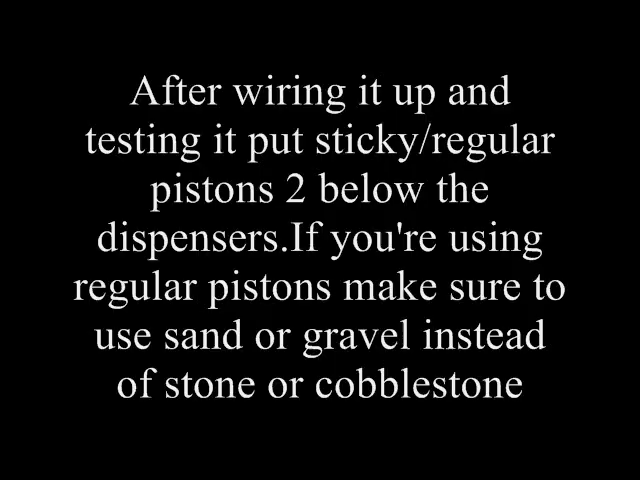 After wiring it up and
testing it put sticky/regular
pistons 2 below the
dispensers.If you're using
regular pistons make sure to
use sand or gravel instead
of stone or cobblestone